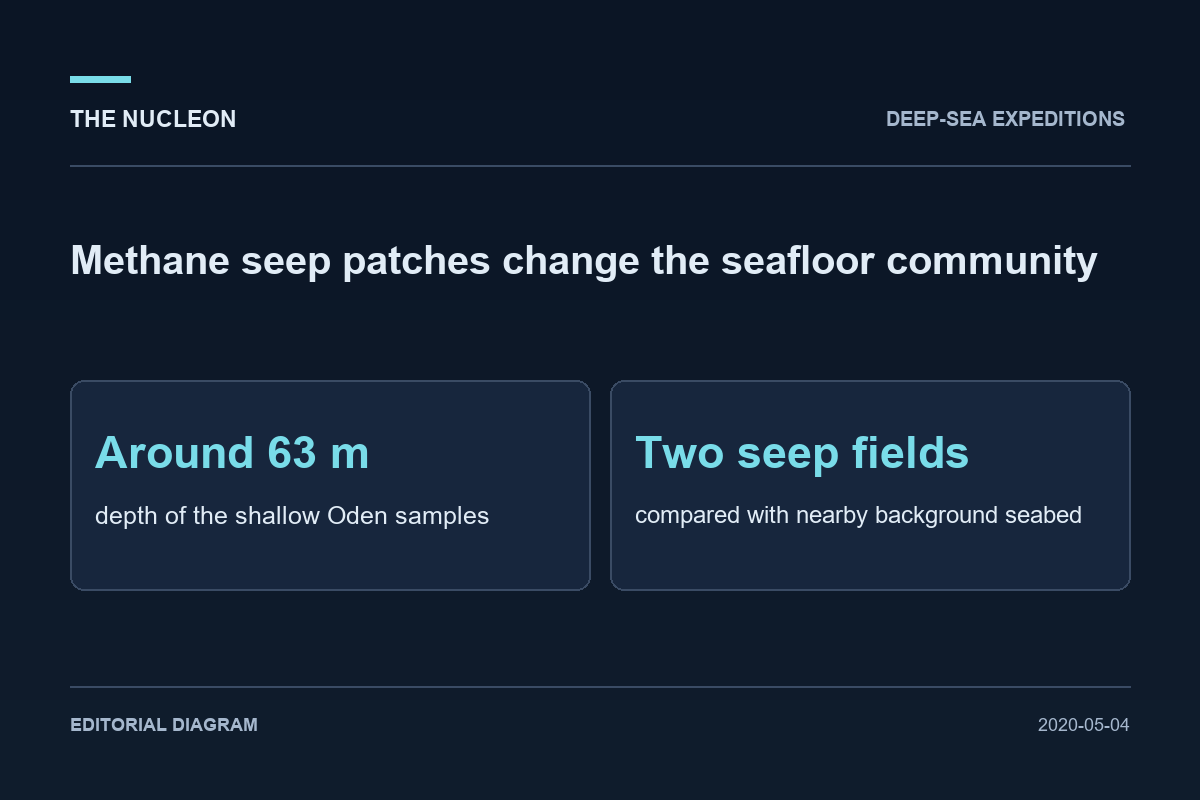 THE NUCLEON
DEEP-SEA EXPEDITIONS
Methane seep patches change the seafloor community
Around 63 m
depth of the shallow Oden samples
Two seep fields
compared with nearby background seabed
EDITORIAL DIAGRAM
2020-05-04